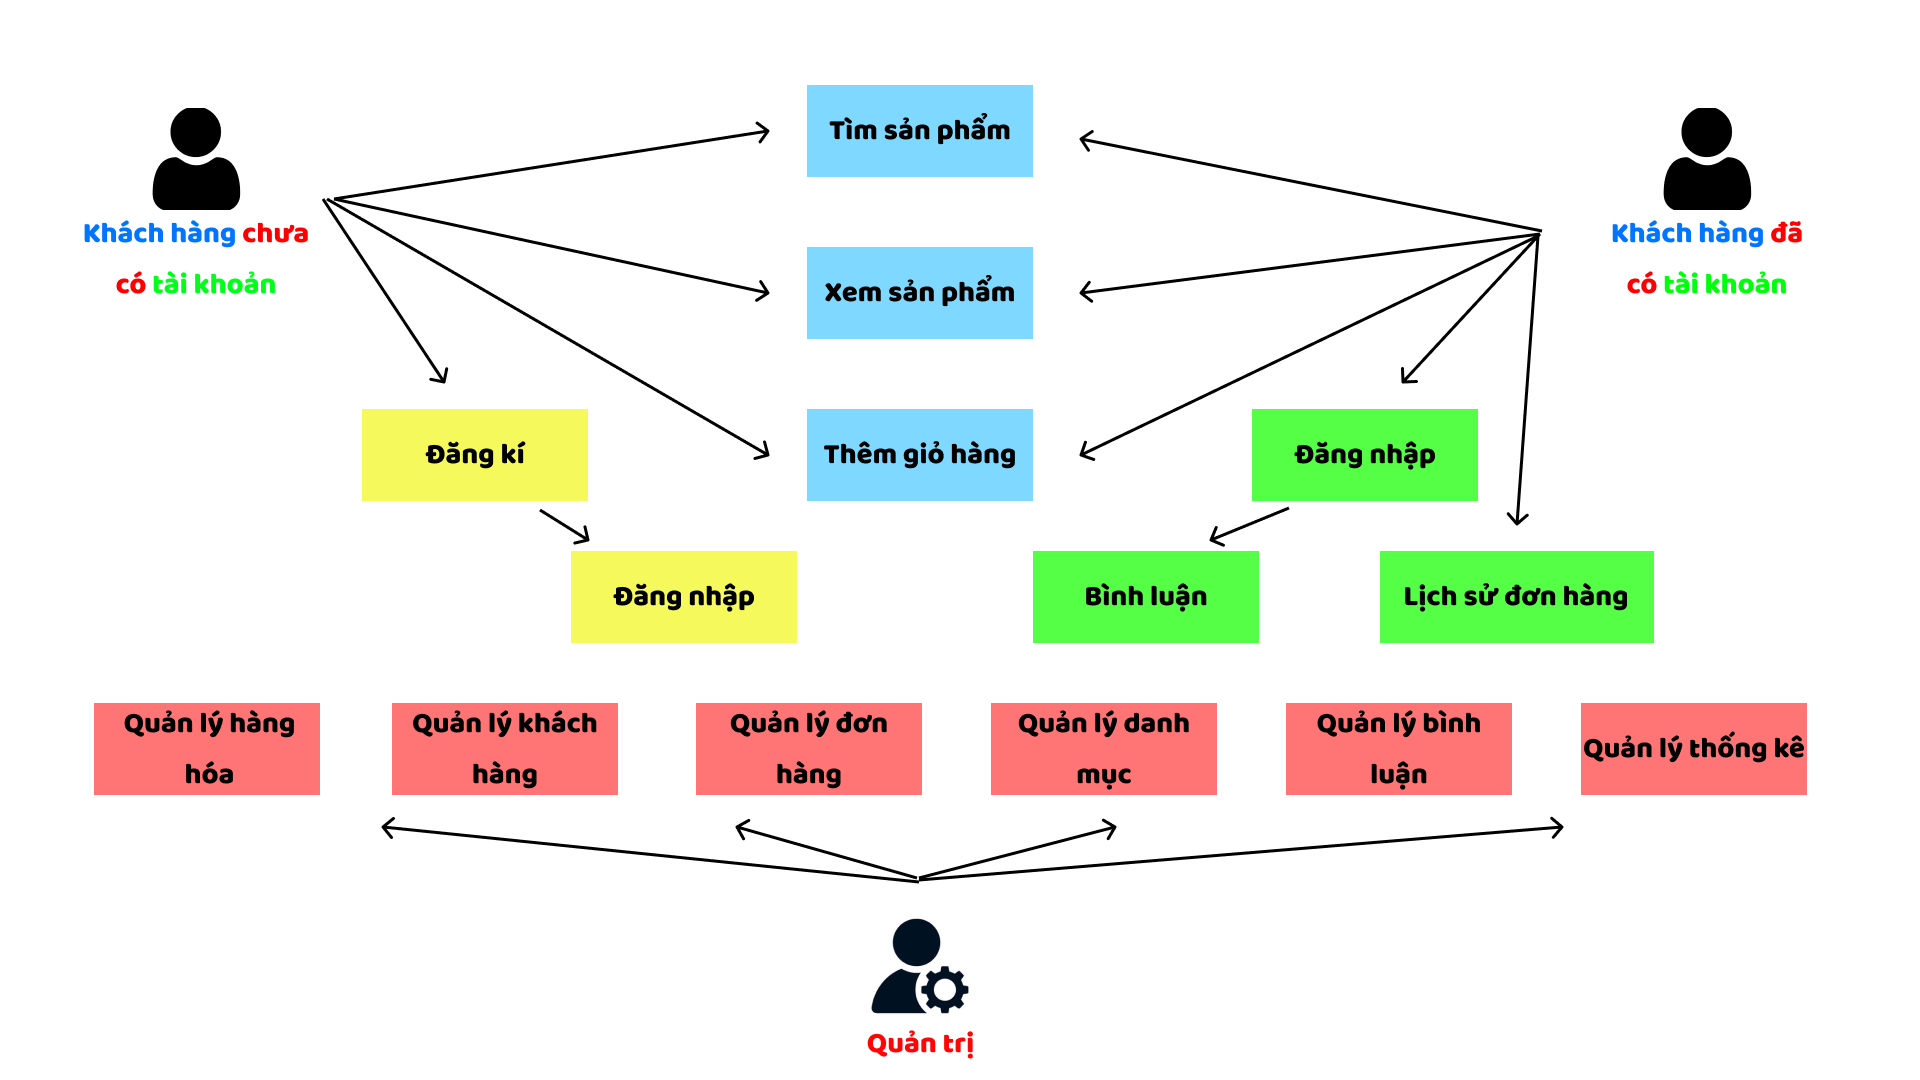 Tìm sản phẩm
Khách hàng chưa
có tài khoản
Khách hàng đã
có tài khoản
Xem sản phẩm
Đăng kí
Thêm giỏ hàng
Đăng nhập
Đăng nhập
Bình luận
Lịch sử đơn hàng
Quản lý hàng
hóa
Quản lý khách
hàng
Quản lý đơn
hàng
Quản lý danh
mục
Quản lý bình
luận
Quản lý thống kê
Quản trị